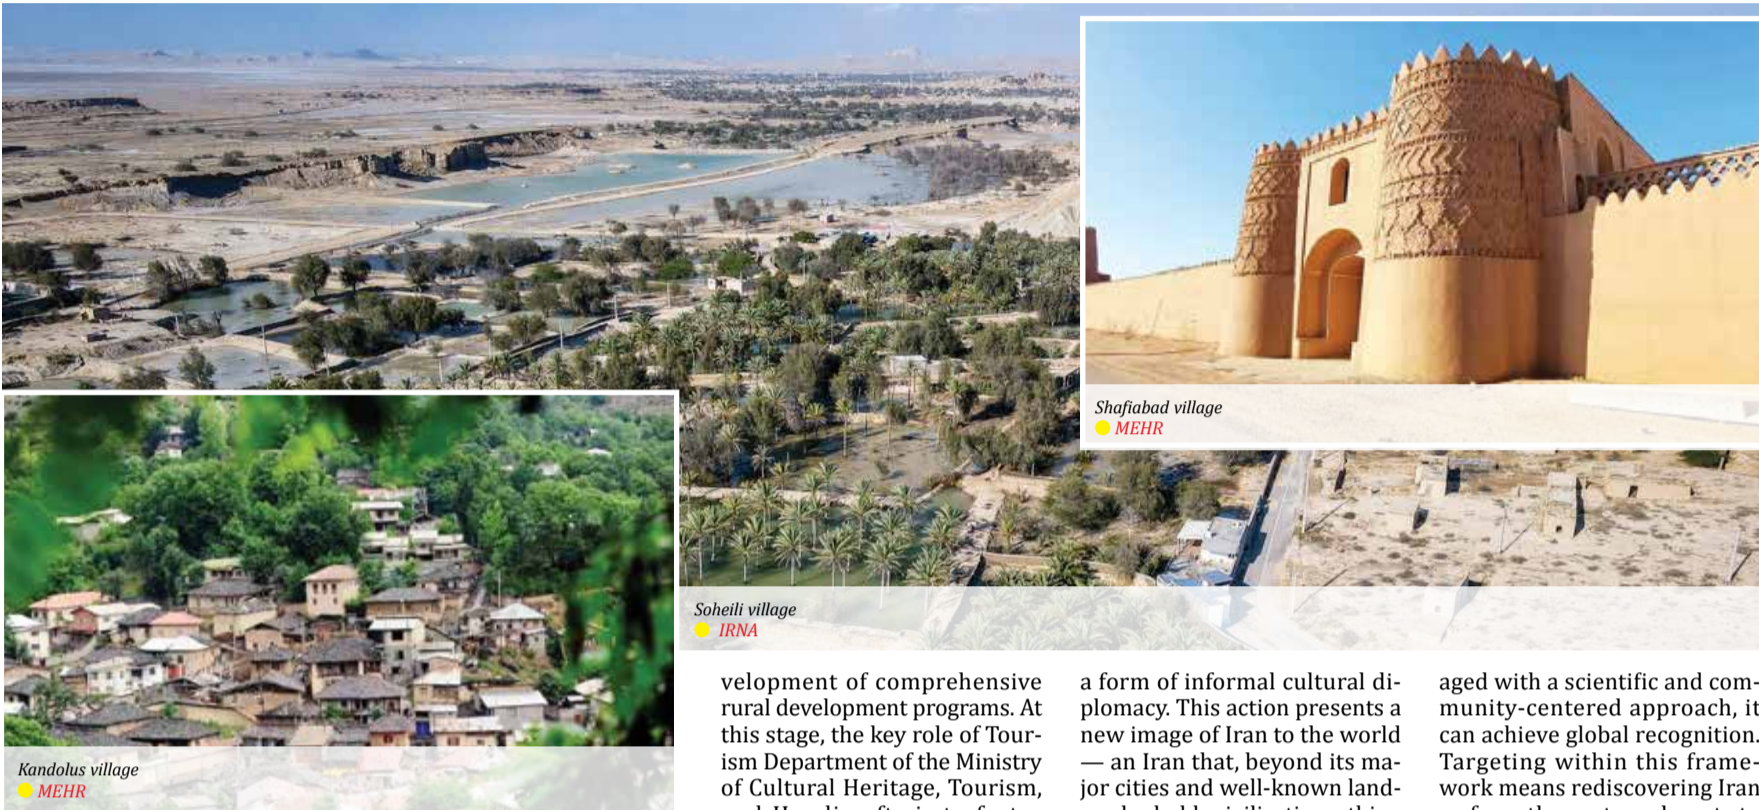 Shafiabad village
MEHR
Soheili village
IRNA
Kandolus village
MEHR
velopment of comprehensive
rural development programs. At
this stage, the key role of Tour-
ism Department of the Ministry
of Cultural Heritage, Tourism,
a form of informal cultural di-
plomacy. This action presents a
new image of Iran to the world
— an Iran that, beyond its ma-
jor cities and well-known land-
aged with a scientific and com-
munity-centered approach, it
can achieve global recognition.
Targeting within this frame-
work means rediscovering Iran